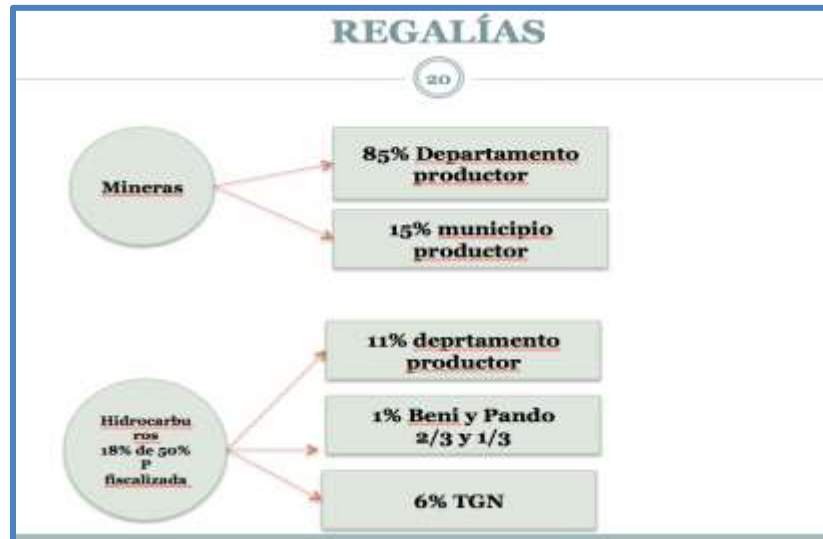 REGALÍAS
20
Mineras
85% Departamento
productor
15% municipio
productor
Hidrocarbu
ros
18% de 50%
P
fiscalizada
11% deprtamento
productor
1% Beni y Pando
2/3 y 1/3
6% TGN